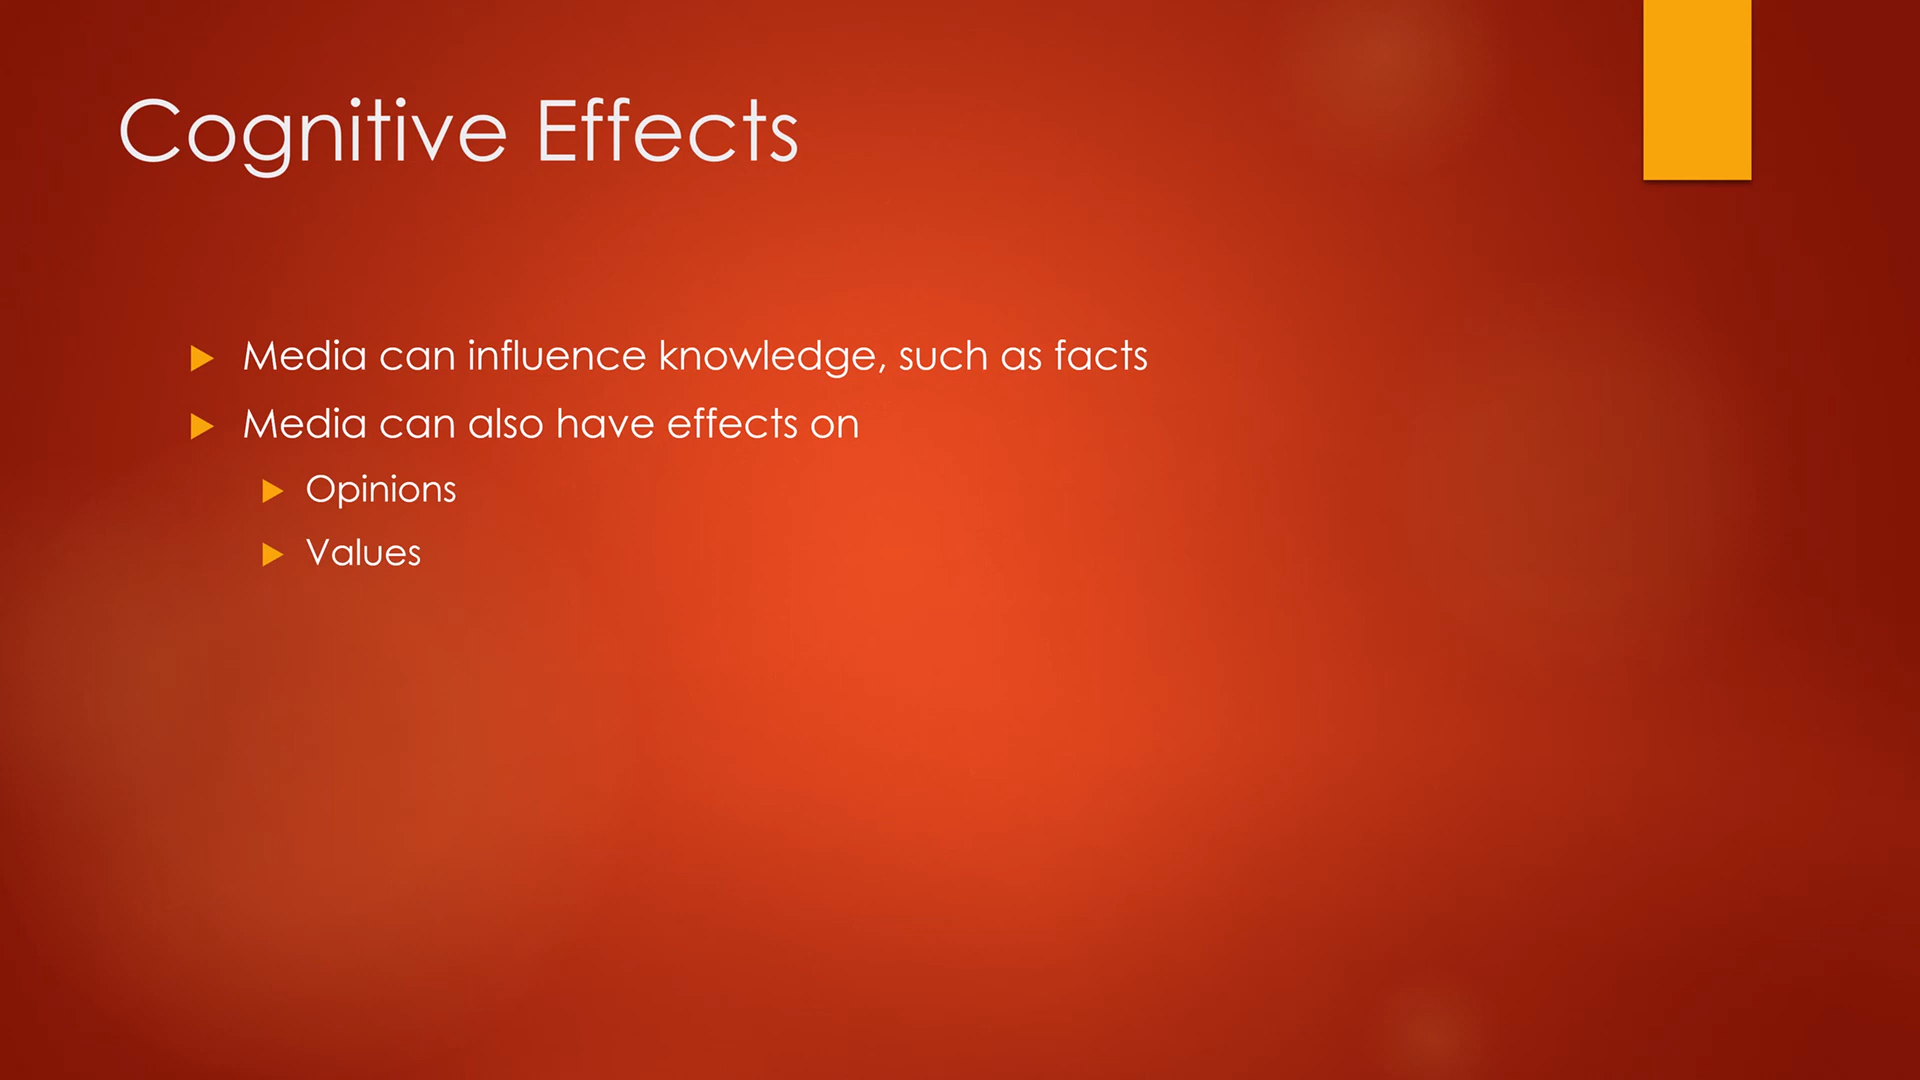 Cognitive Effects
Media can influence knowledge, such as facts
Media can also have effects on
Opinions
Values